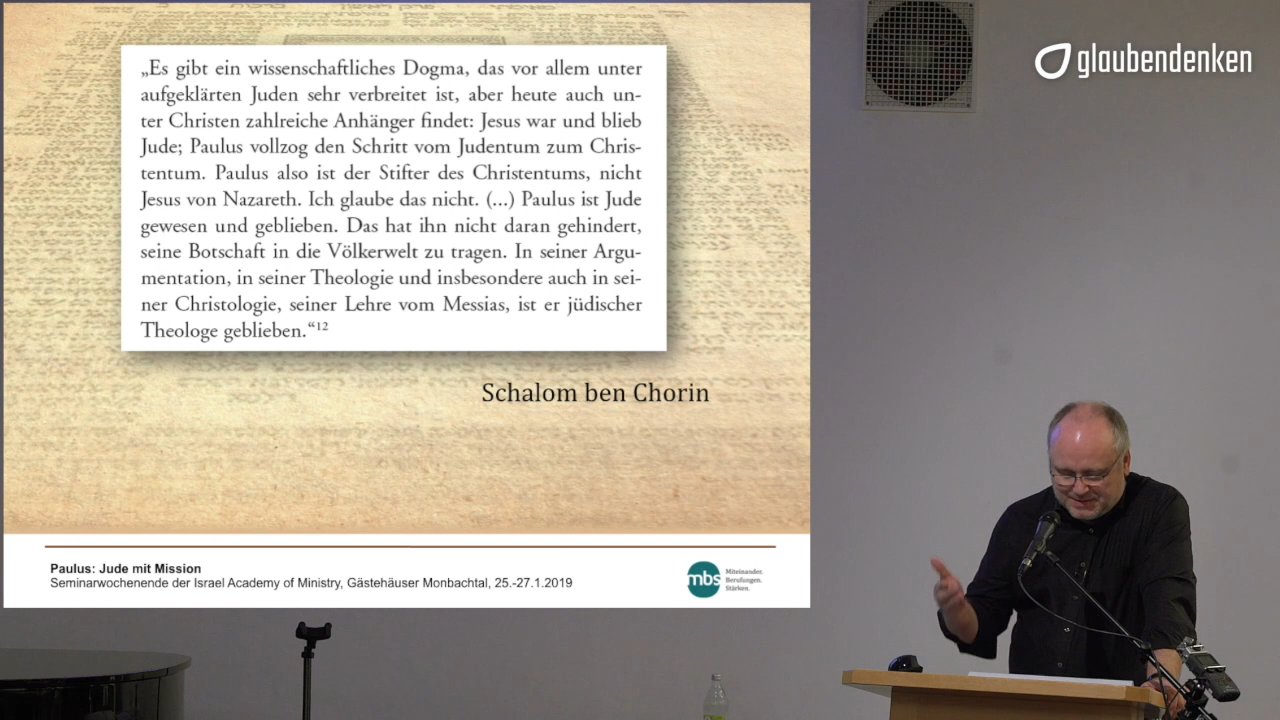 „Es gibt ein wissenschaftliches Dogma, das vor allem unter
aufgeklärten Juden sehr verbreitet ist, aber heute auch un-
ter Christen zahlreiche Anhänger findet: Jesus war und blieb
Jude; Paulus vollzog den Schritt vom Judentum zum Chris-
tentum. Paulus also ist der Stifter des Christentums, nicht
Jesus von Nazareth. Ich glaube das nicht. (...) Paulus ist Jude
gewesen und geblieben. Das hat ihn nicht daran gehindert,
seine Botschaft in die Völkerwelt zu tragen. In seiner Argu-
mentation, in seiner Theologie und insbesondere auch in sei-
ner Christologie, seiner Lehre vom Messias, ist er jüdischer
Theologe geblieben.“12
Schalom ben Chorin
Paulus: Jude mit Mission
Seminarwochenende der Israel Academy of Ministry, Gästehäuser Monbachtal, 25.-27.1.2019
mbs
Miteinander.
Berufungen.
Stärken.
glaubendenken